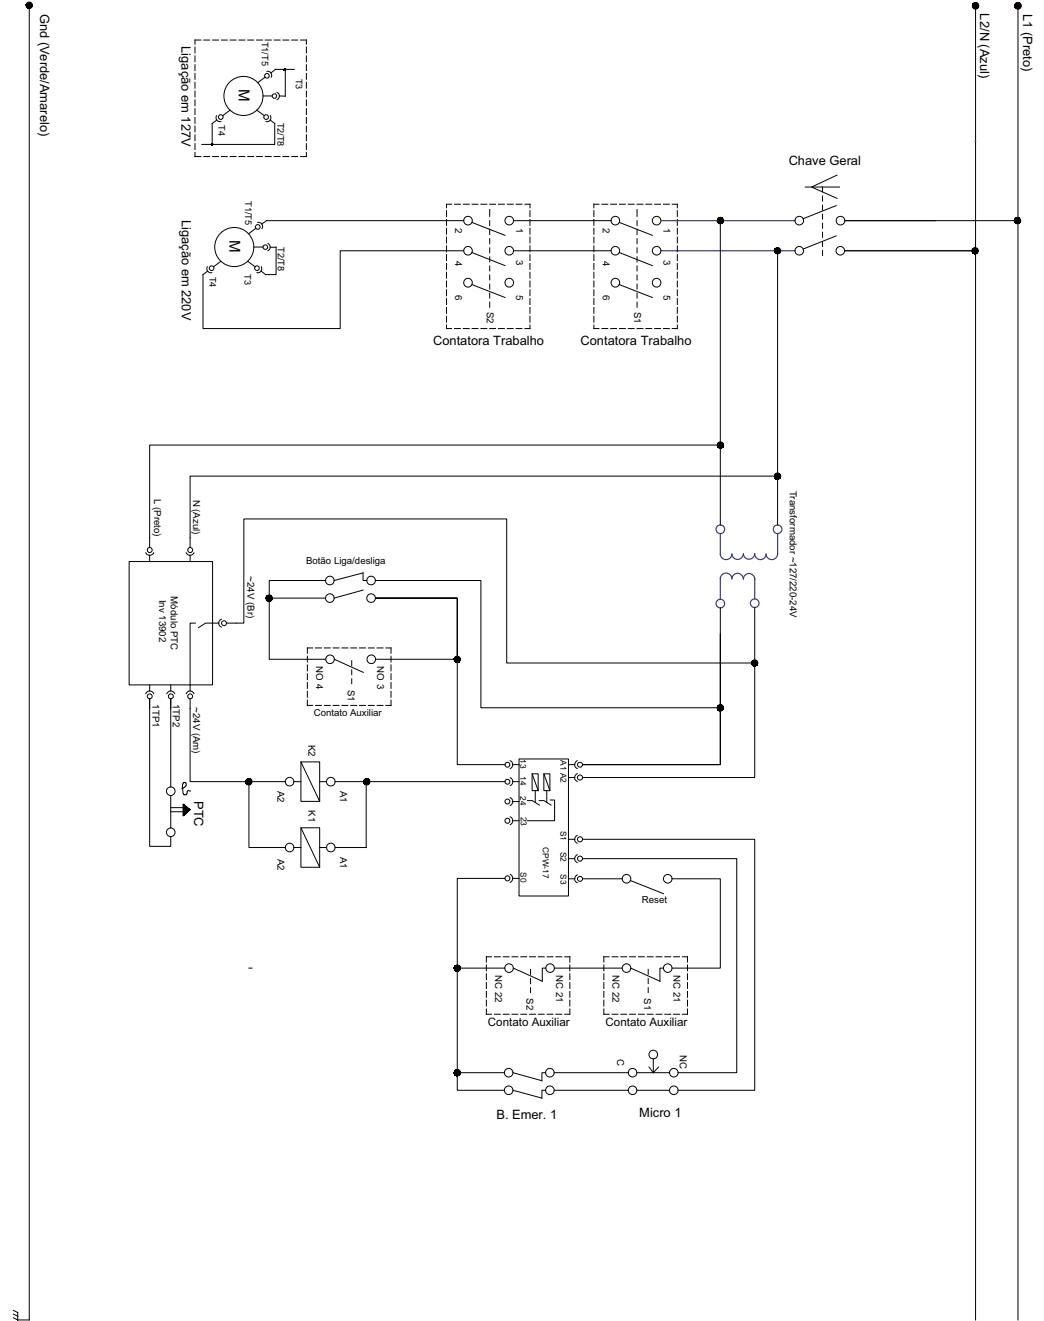 Gnd (Verde/Amarelo)
L2/N (Azul)
L1 (Preto)
T1/T5
T3
M
T4
T2/T8
Ligação em 127V
Chave Geral
T1/T5
M
T2/T8
T3
T4
Ligação em 220V
2
1
4
3
6
5
S2
Contatora Trabalho
2
1
4
3
6
5
S1
Contatora Trabalho
L (Preto)
N (Azul)
Transformador ~127/220-24V
Botão Liga/desliga
~24V (Br)
Módulo PTC
Inv 13902
NO 4
NO 3
S1
Contato Auxiliar
1TP1
1TP2
~24V (Am)
PTC
K2
A2
A1
K1
A2
A1
13
14
24
23
A1
A2
S1
S2
S3
S0
CPW-17
Reset
NC 22
NC 21
S2
Contato Auxiliar
NC 22
NC 21
S1
Contato Auxiliar
C
NC
B. Emer. 1
Micro 1